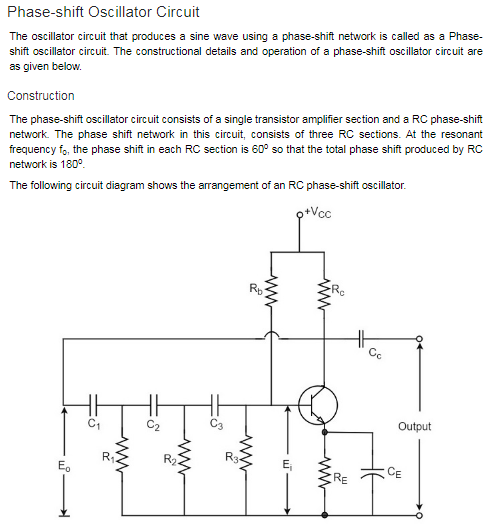 Phase-shift Oscillator Circuit
The oscillator circuit that produces a sine wave using a phase-shift network is called as a Phase-
shift oscillator circuit. The constructional details and operation of a phase-shift oscillator circuit are
as given below.
Construction
The phase-shift oscillator circuit consists of a single transistor amplifier section and a RC phase-shift
network. The phase shift network in this circuit, consists of three RC sections. At the resonant
frequency fo, the phase shift in each RC section is 60⁰ so that the total phase shift produced by RC
network is 180⁰.
The following circuit diagram shows the arrangement of an RC phase-shift oscillator.
+Vcc
Rb
Rc
Cc
C1
C2
C3
Output
R1
R2
R3
Eo
Ei
RE
CE